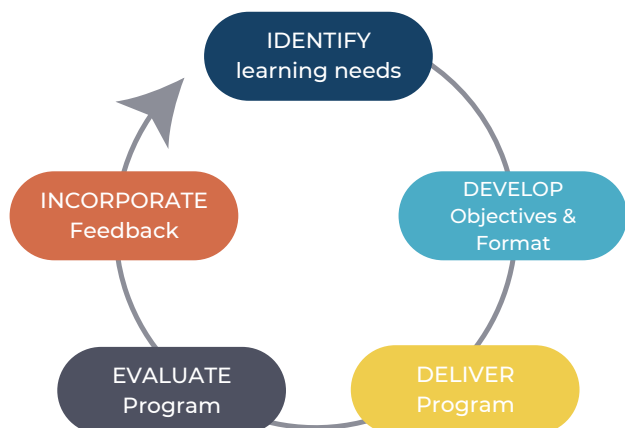 IDENTIFY
learning needs
DEVELOP
Objectives &
Format
DELIVER
Program
EVALUATE
Program
INCORPORATE
Feedback